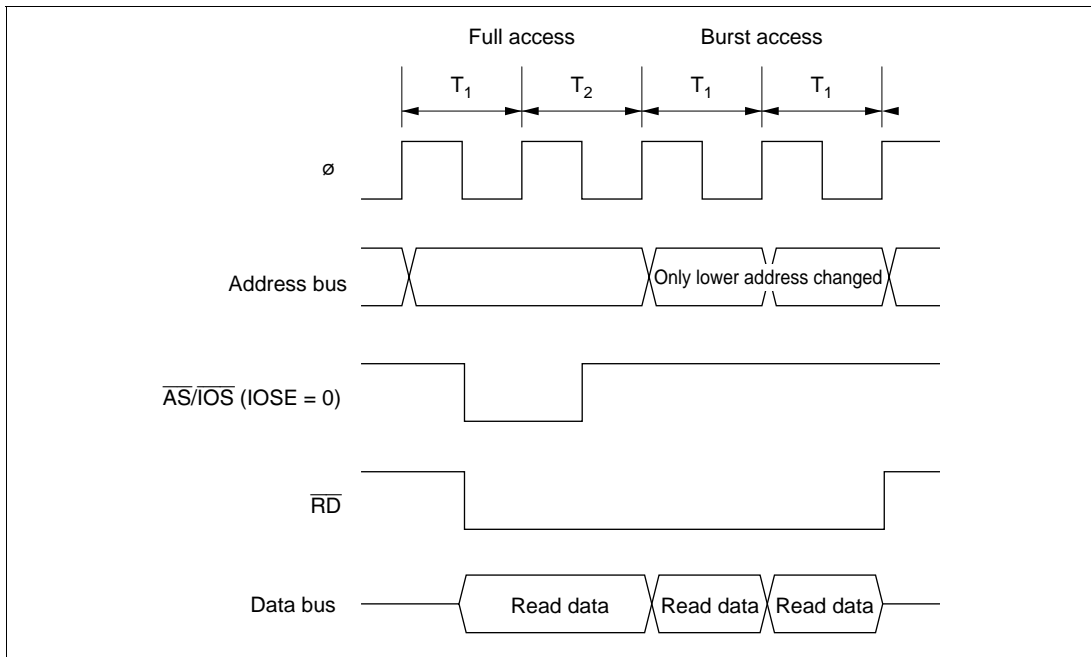 Full access Burst access
T1 T2 T1 T1
ø
Address bus
Only lower address changed
AS/IOS (IOSE = 0)
RD
Data bus
Read data Read data Read data